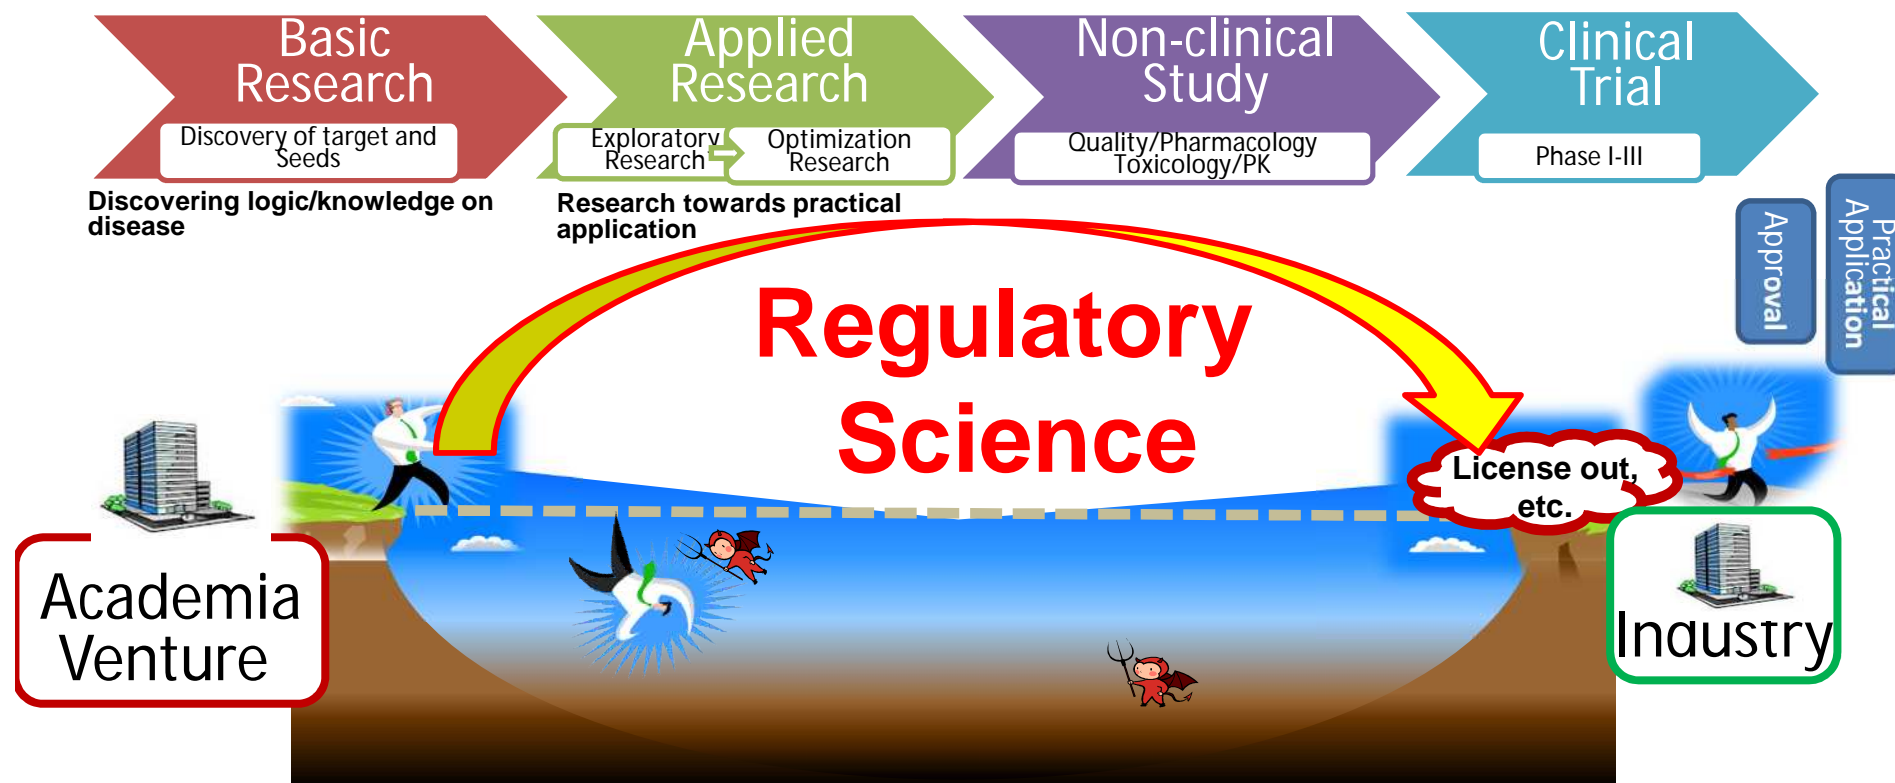 Basic
Research
Discovery of target and
Seeds
Discovering logic/knowledge on
disease
Applied
Research
Exploratory
Research
Optimization
Research
Research towards practical
application
Non-clinical
Study
Quality/Pharmacology
Toxicology/PK
Clinical
Trial
Phase I-III
Approval
Practical
Application
Regulatory
Science
License out,
etc.
Academia
Venture
Industry